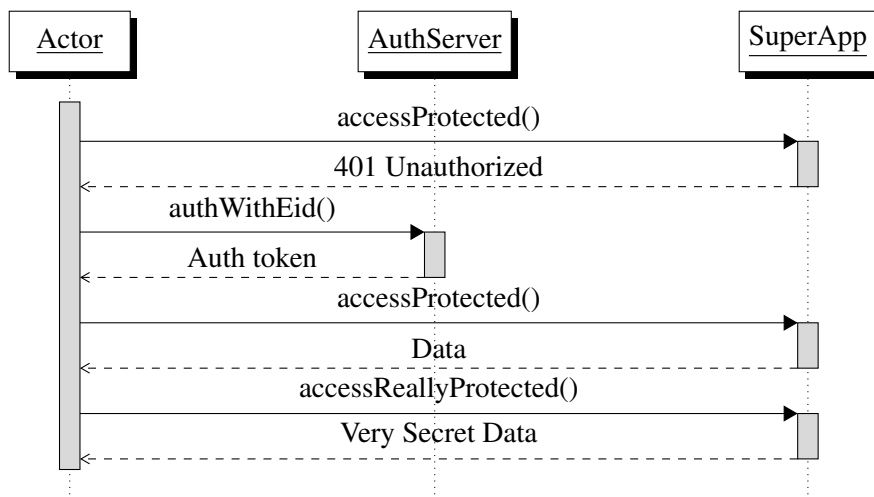 Actor
AuthServer
SuperApp
accessProtected()
401 Unauthorized
authWithEid()
Auth token
accessProtected()
Data
accessReallyProtected()
Very Secret Data